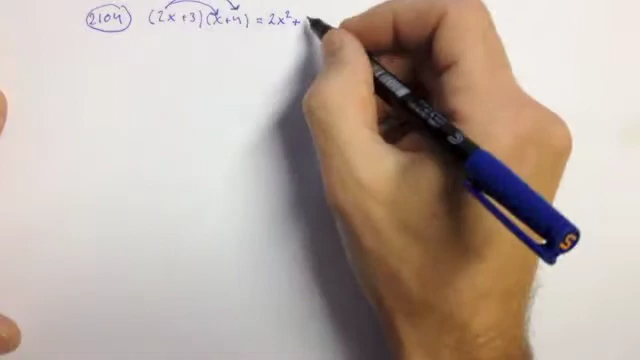 2104 (2x+3)(x+4) = 2x²+
S